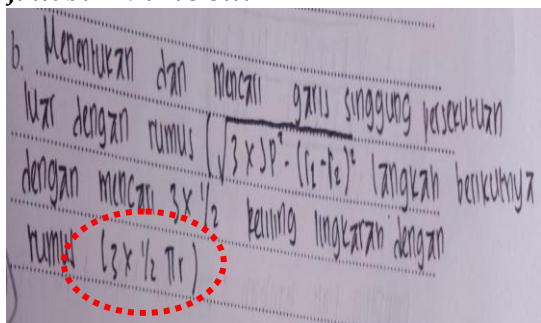 b. Menentukan dan mencari garis singgung persekutuan
luar dengan rumus (√3 x JP² - (r₁-r₂)² langkah berikutnya
dengan mencari 3 x ½ keliling lingkaran dengan
rumus (3 x ½ πr)